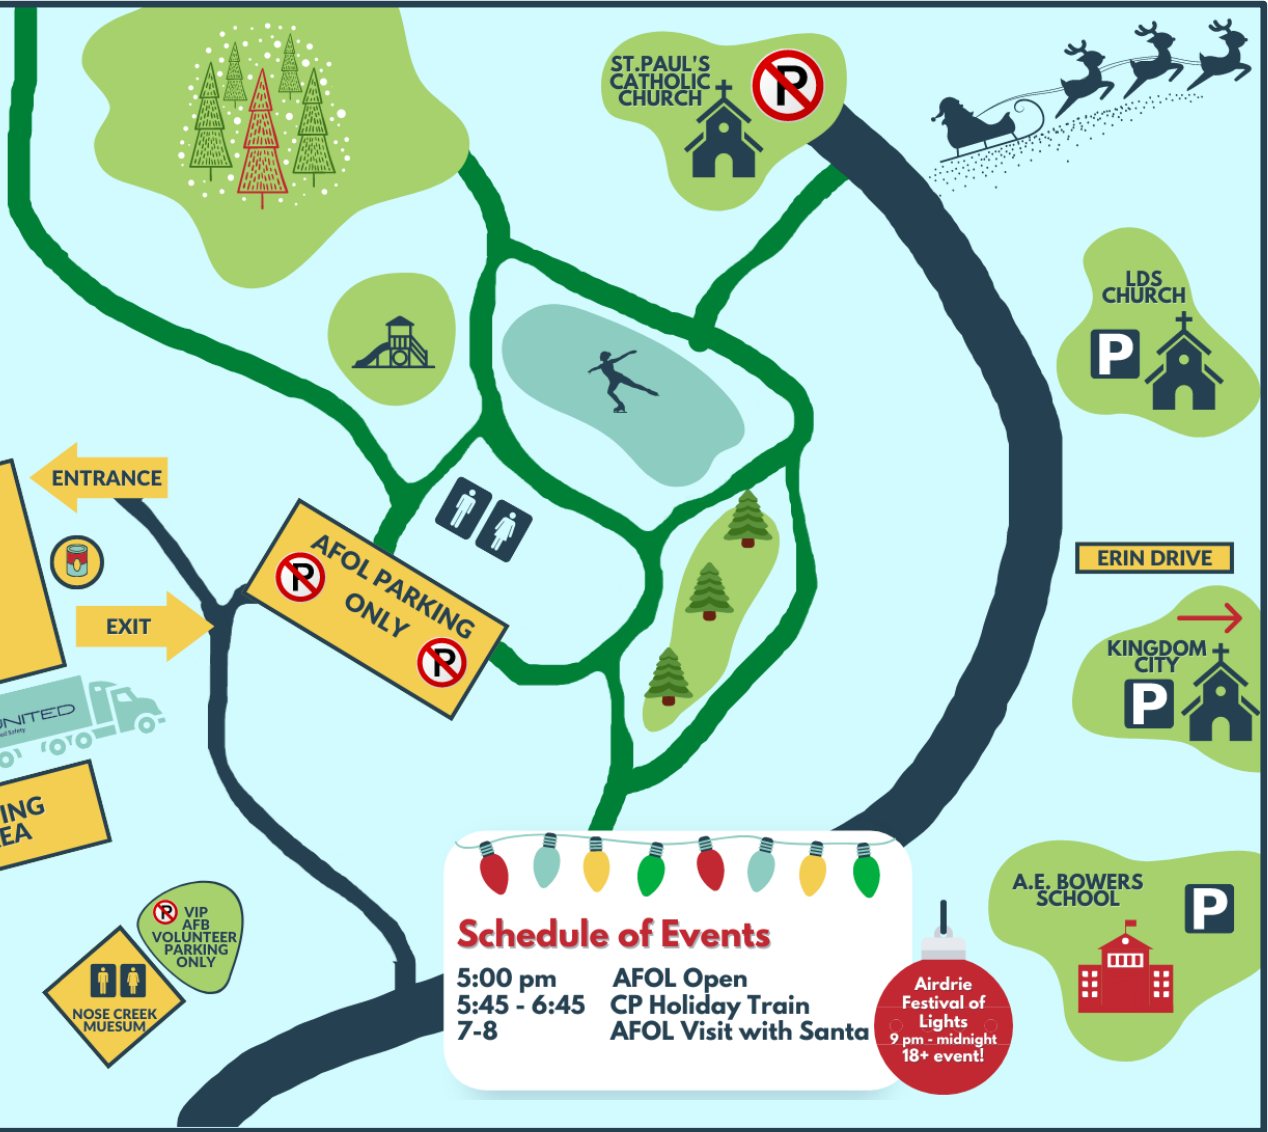 ST.PAUL'S
CATHOLIC
CHURCH
P
LDS
CHURCH
P
ENTRANCE
EXIT
AFOL PARKING
ONLY
P
P
ERIN DRIVE
KINGDOM
CITY
P
UNITED
ING
EA
A.E. BOWERS
SCHOOL
P
P
VIP
AFB
VOLUNTEER
PARKING
ONLY
NOSE CREEK
MUESUM
Schedule of Events
5:00 pm AFOL Open
5:45 - 6:45 CP Holiday Train
7-8 AFOL Visit with Santa
Airdrie
Festival of
Lights
9 pm - midnight
18+ event!